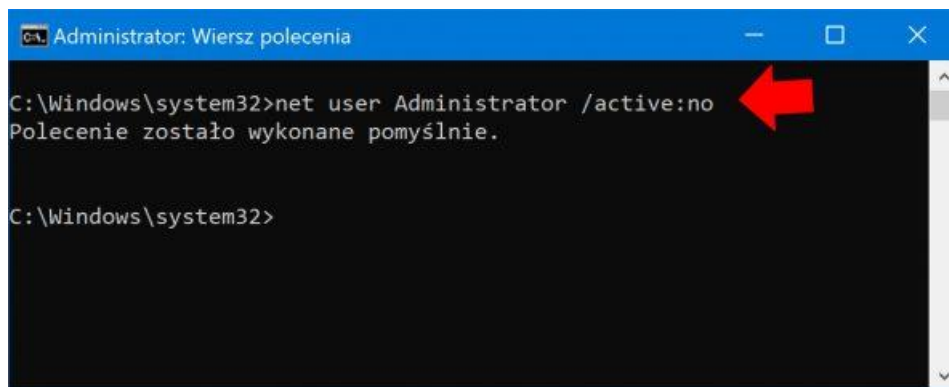 Administrator: Wiersz polecenia
C:\Windows\system32>net user Administrator /active:no
Polecenie zostało wykonane pomyślnie.
C:\Windows\system32>